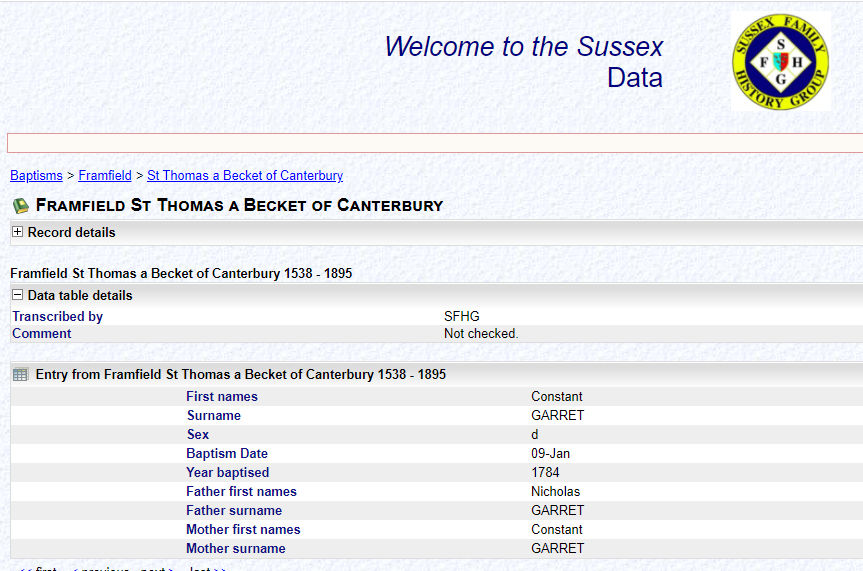 Welcome to the Sussex
Data
SUSSEX FAMILY
S
F H
G
HISTORY GROUP
Baptisms > Framfield > St Thomas a Becket of Canterbury
FRAMFIELD ST THOMAS A BECKET OF CANTERBURY
Record details
Framfield St Thomas a Becket of Canterbury 1538 - 1895
Data table details
Transcribed by SFHG
Comment Not checked.
Entry from Framfield St Thomas a Becket of Canterbury 1538 - 1895
First names Constant
Surname GARRET
Sex d
Baptism Date 09-Jan
Year baptised 1784
Father first names Nicholas
Father surname GARRET
Mother first names Constant
Mother surname GARRET
<< first < previous next > last >>